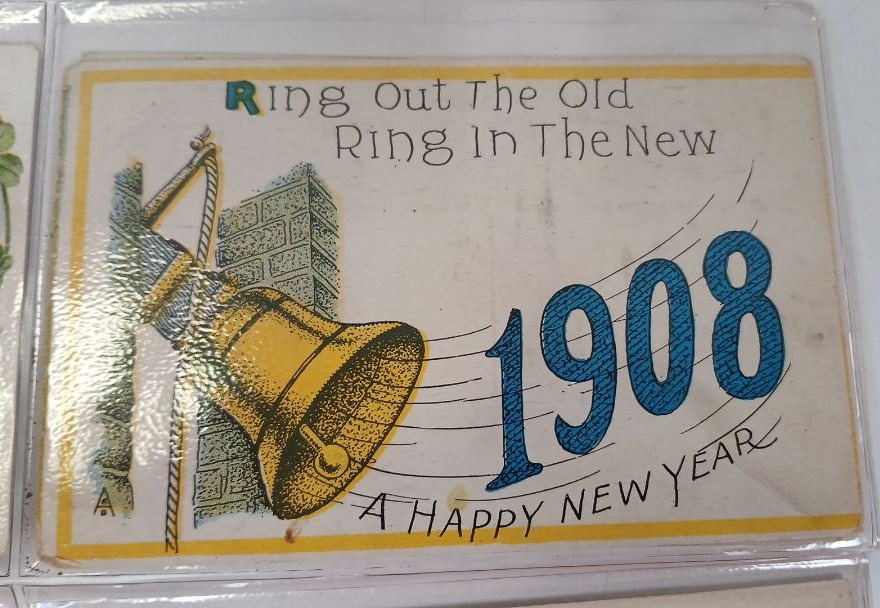 Ring Out The Old
Ring In The New
1908
A HAPPY NEW YEAR